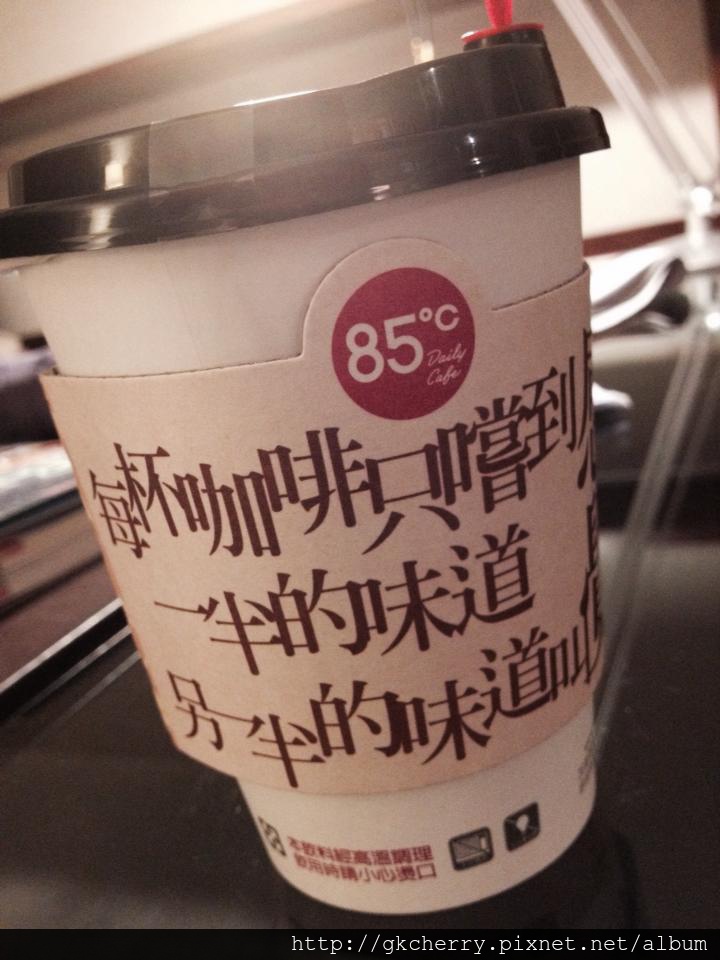 85°C
Daily
Cafe
每杯咖啡只嚐到
一半的味道
另一半的味道叫
本飲料經高溫調理
飲用時請小心燙口
http://gkcherry.pixnet.net/album